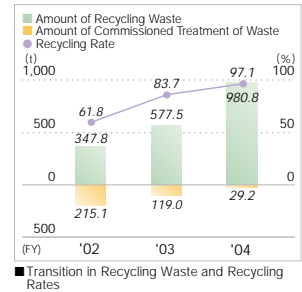 Amount of Recycling Waste
Amount of Commissioned Treatment of Waste
Recycling Rate
(t) (%)
1,000 100
97.1
83.7
980.8
61.8
577.5
500 50
347.8
0 0
29.2
119.0
215.1
500
(FY) '02 '03 '04
■Transition in Recycling Waste and Recycling
Rates